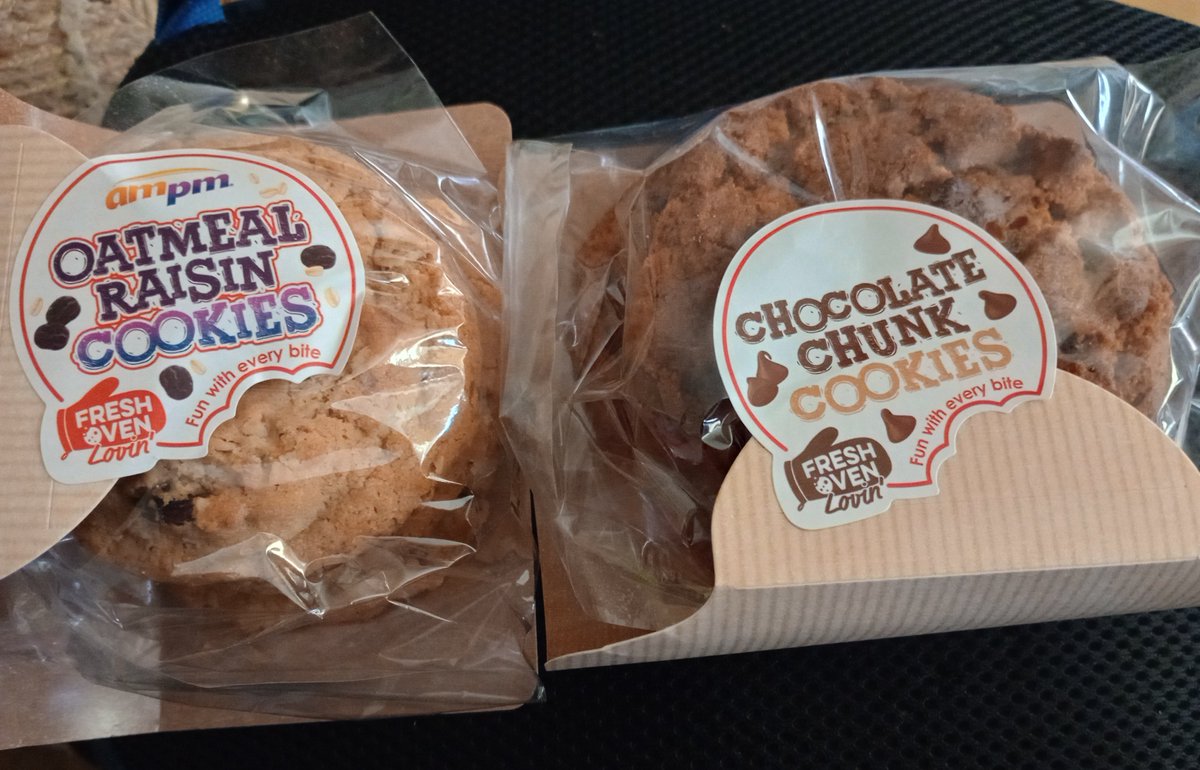 ampm
OATMEAL
RAISIN
COOKIES
Fun with every bite
FRESH
OVEN
Lovin'
CHOCOLATE
CHUNK
COOKIES
Fun with every bite
FRESH
OVEN
Lovin'